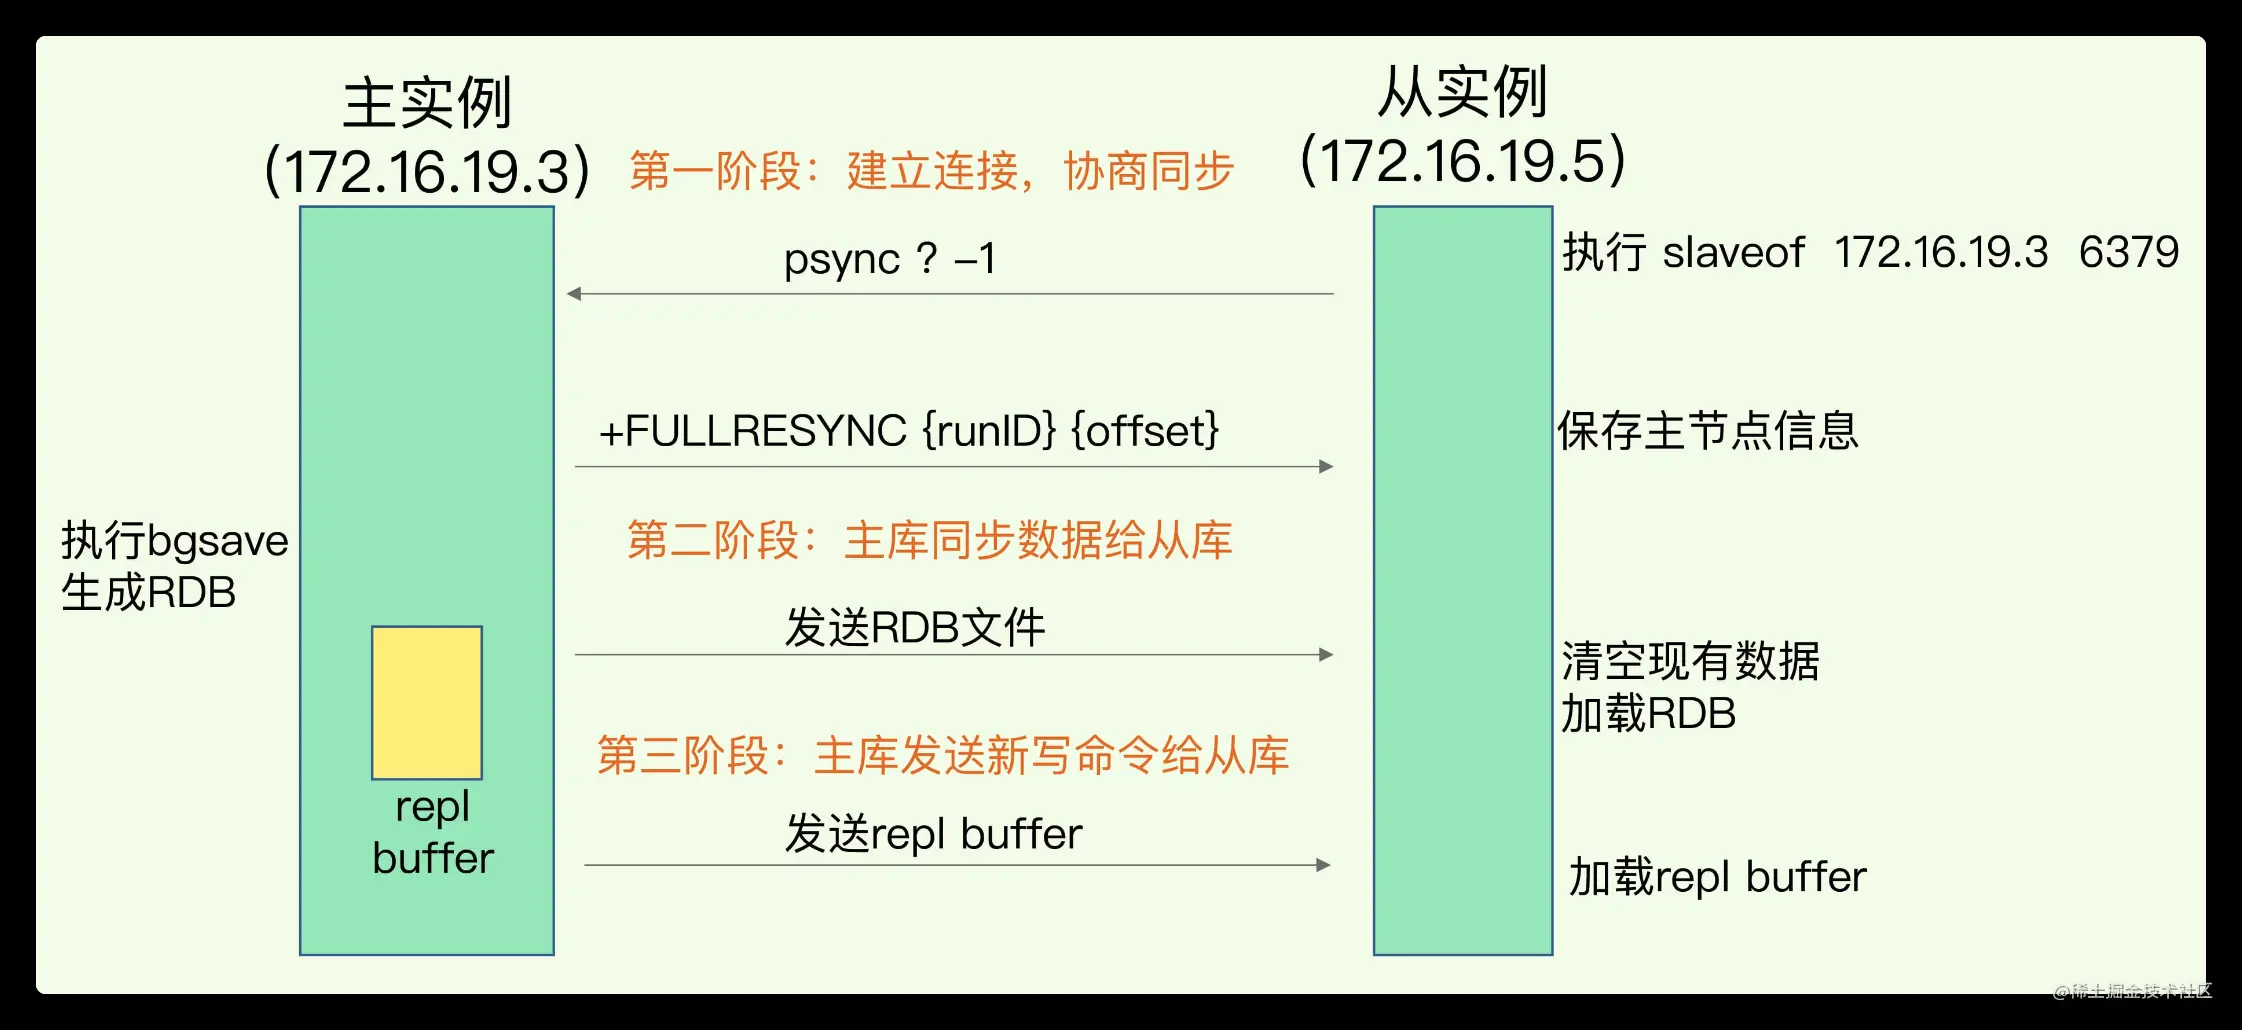 主实例
(172.16.19.3)
从实例
(172.16.19.5)
第一阶段：建立连接，协商同步
执行 slaveof 172.16.19.3 6379
psync ? –1
+FULLRESYNC {runID} {offset}
保存主节点信息
执行bgsave
生成RDB
第二阶段：主库同步数据给从库
发送RDB文件
清空现有数据
加载RDB
第三阶段：主库发送新写命令给从库
repl
buffer
发送repl buffer
加载repl buffer
@稀土掘金技术社区